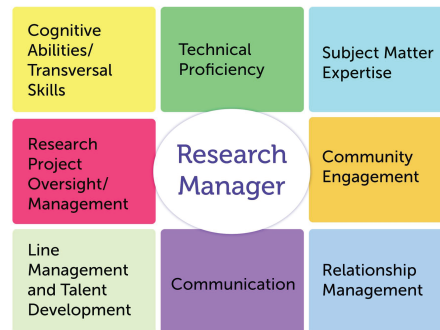 Cognitive
Abilities/
Transversal
Skills
Technical
Proficiency
Subject Matter
Expertise
Research
Project
Oversight/
Management
Research
Manager
Community
Engagement
Line
Management
and Talent
Development
Communication
Relationship
Management